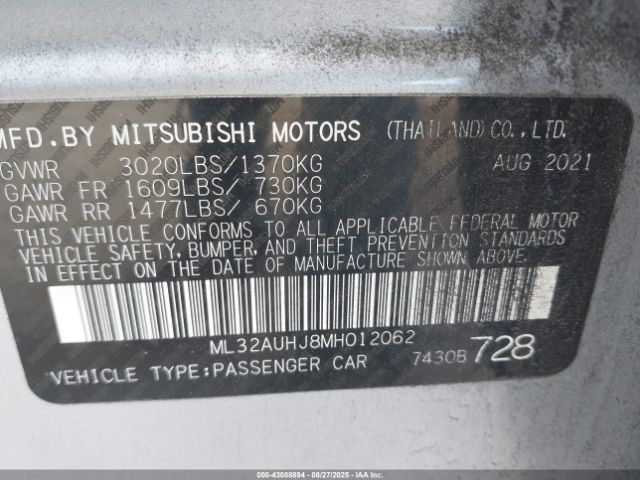 MFD. BY MITSUBISHI MOTORS (THAILAND) CO., LTD.
GVWR 3020LBS/1370KG AUG 2021
GAWR FR 1609LBS/ 730KG
GAWR RR 1477LBS/ 670KG
THIS VEHICLE CONFORMS TO ALL APPLICABLE FEDERAL MOTOR
VEHICLE SAFETY, BUMPER, AND THEFT PREVENTION STANDARDS
IN EFFECT ON THE DATE OF MANUFACTURE SHOWN ABOVE.
ML32AUHJ8MH012062
VEHICLE TYPE:PASSENGER CAR 7430B 728
000-43088894 - 08/27/2025 - IAAI.COM